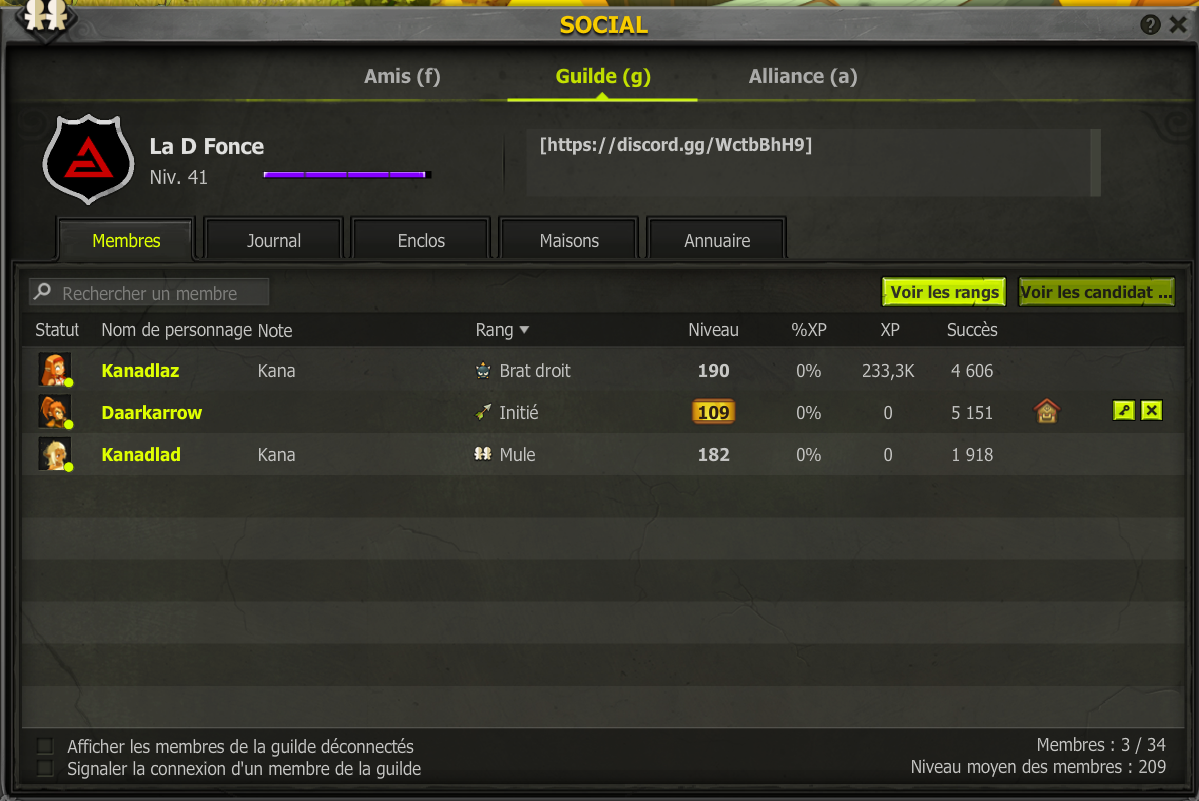 SOCIAL
Amis (f) Guilde (g) Alliance (a)
La D Fonce
Niv. 41
[https://discord.gg/WctbBhH9]
Membres Journal Enclos Maisons Annuaire
Rechercher un membre Voir les rangs Voir les candidat ...
Statut Nom de personnage Note Rang Niveau %XP XP Succès
Kanadlaz Kana Brat droit 190 0% 233,3K 4 606
Daarkarrow Initié 109 0% 0 5 151
Kanadlad Kana Mule 182 0% 0 1 918
Afficher les membres de la guilde déconnectés
Signaler la connexion d'un membre de la guilde
Membres : 3 / 34
Niveau moyen des membres : 209